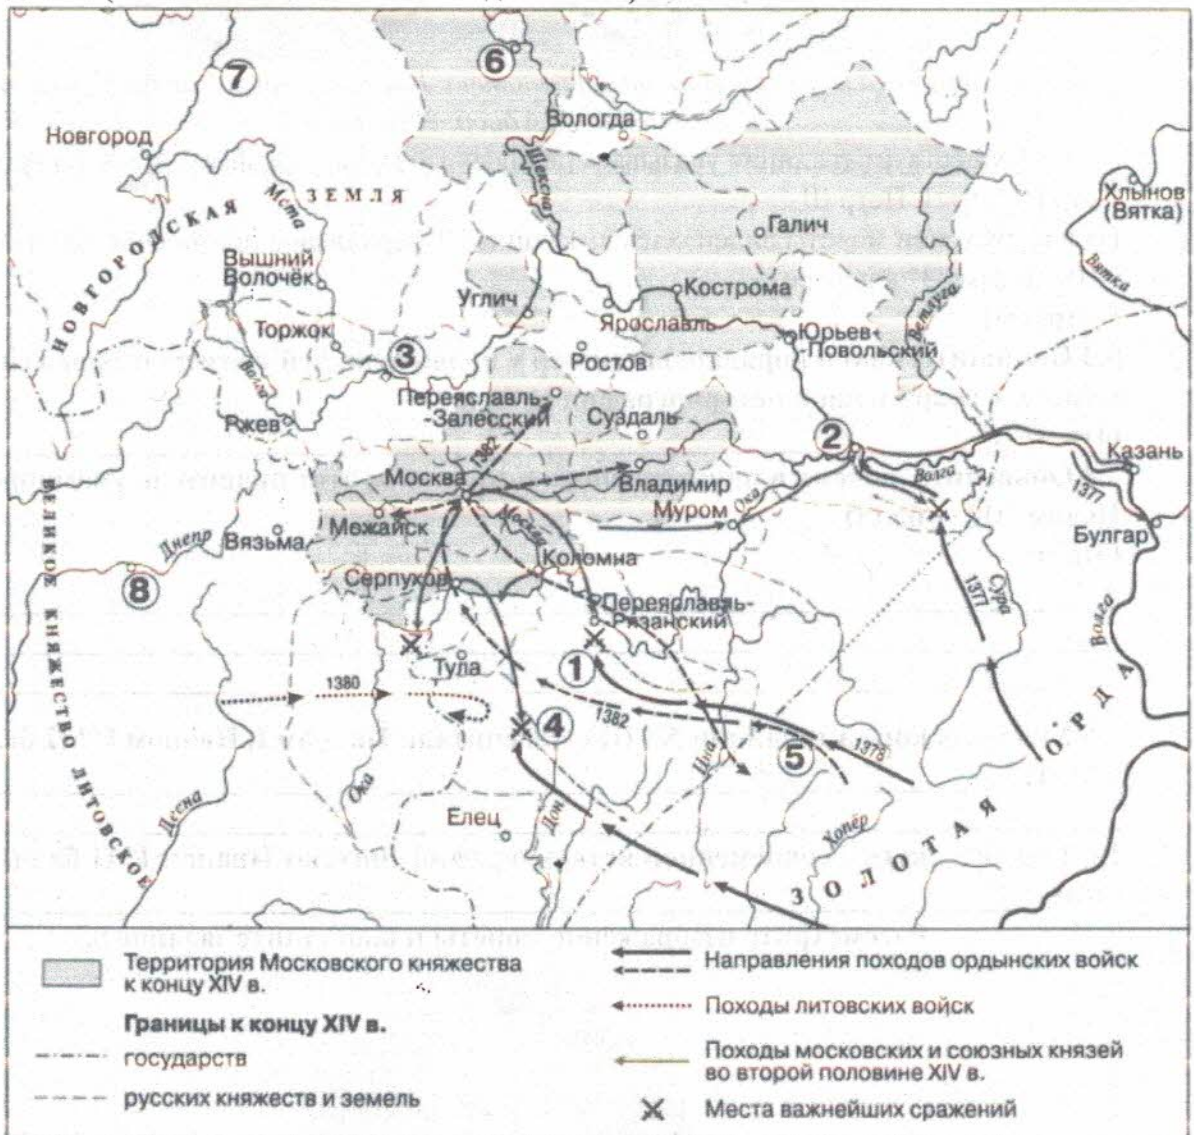 7
6
Новгород
Вологда
Шексна
Мста
ЗЕМЛЯ
НОВГОРОДСКАЯ
Хлынов
(Вятка)
Галич
Вятка
Вышний
Волочёк
Кострома
Ветлуга
Углич
Ярославль
Юрьев-
Повольский
Торжок
3
Ростов
Волга
Переяславль-
-Залесский
Суздаль
Ржев
2
1382
Казань
Москва
Владимир
Волга
1377
Муром
Ока
Межайск
Москва
Булгар
Вязьма
Днепр
Коломна
8
Серпухов
Переяславль-
-Рязанский
Сура
1377
Волга
ВЕЛИКОЕ КНЯЖЕСТВО ЛИТОВСКОЕ
Тула
1
1380
1382
4
5
1378
Цна
ЗОЛОТАЯ ОРДА
Ока
Десна
Елец
Дон
Хопёр
Территория Московского княжества
к концу XIV в.
Границы к концу XIV в.
государств
русских княжеств и земель
Направления походов ордынских войск
Походы литовских войск
Походы московских и союзных князей
во второй половине XIV в.
Места важнейших сражений